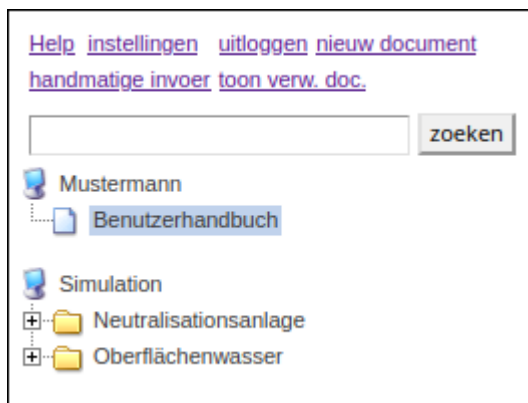 Help instellingen uitloggen nieuw document
handmatige invoer toon verw. doc.
zoeken
Mustermann
Benutzerhandbuch
Simulation
Neutralisationsanlage
Oberflächenwasser